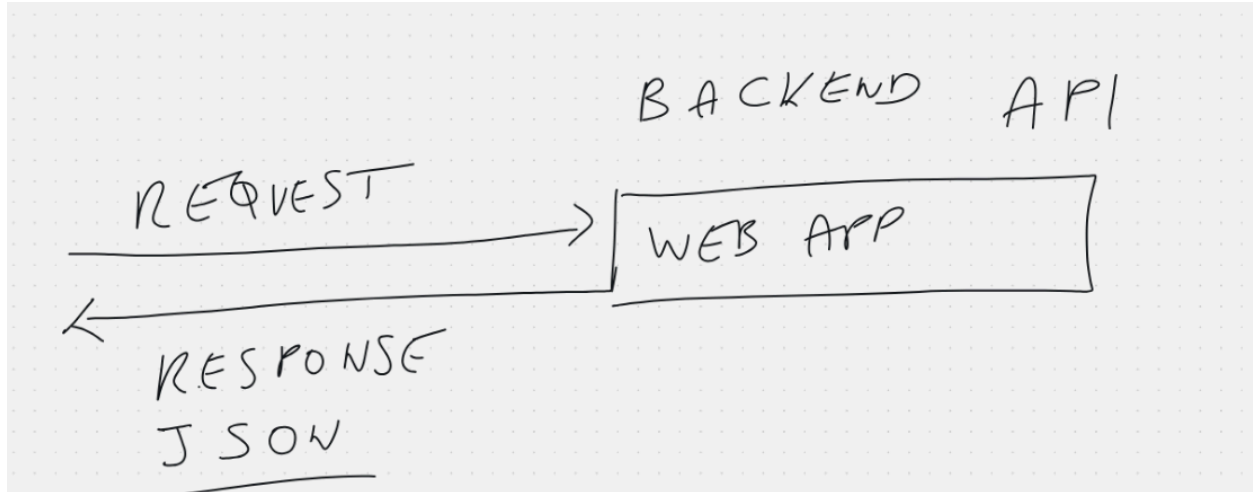 BACKEND API
REQUEST
WEB APP
RESPONSE
JSON